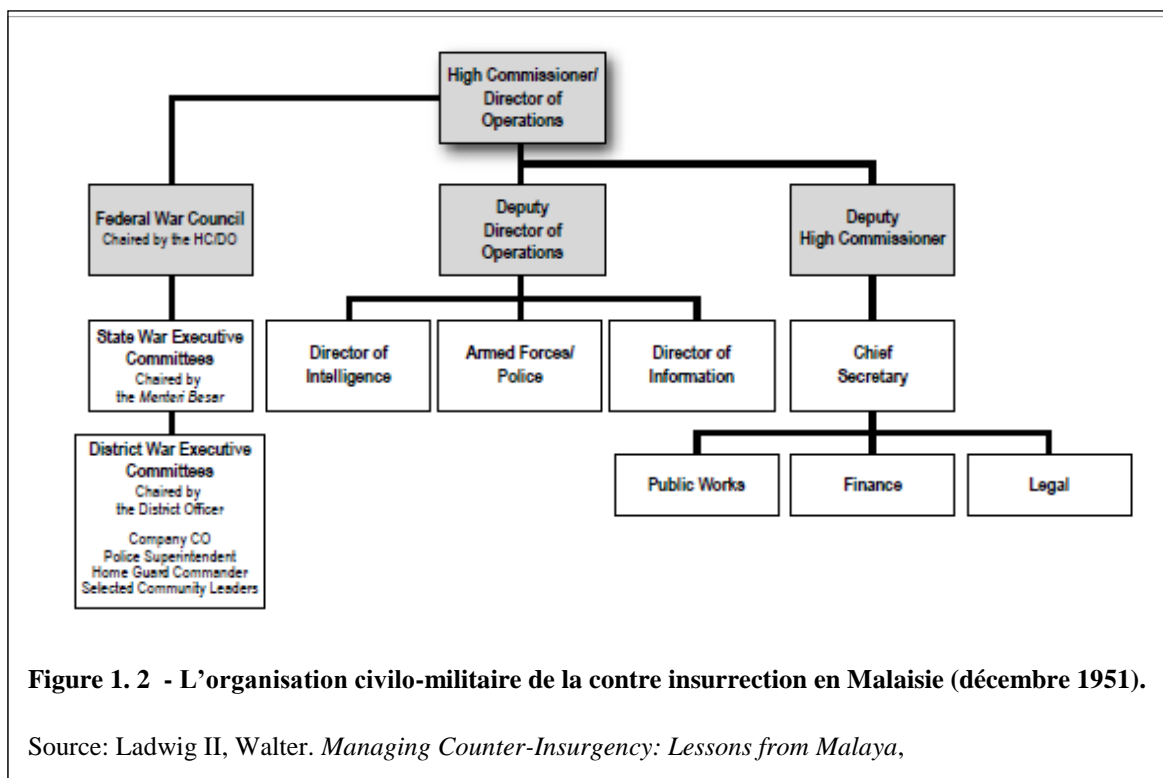 High Commissioner/
Director of
Operations
Federal War Council
Chaired by the HC/DO
Deputy
Director of
Operations
Deputy
High Commissioner
State War Executive
Committees
Chaired by
the Menteri Besar
Director of
Intelligence
Armed Forces/
Police
Director of
Information
Chief
Secretary
District War Executive
Committees
Chaired by
the District Officer
Company CO
Police Superintendent
Home Guard Commander
Selected Community Leaders
Public Works
Finance
Legal
Figure 1. 2 - L’organisation civilo-militaire de la contre insurrection en Malaisie (décembre 1951).
Source: Ladwig II, Walter. Managing Counter-Insurgency: Lessons from Malaya,